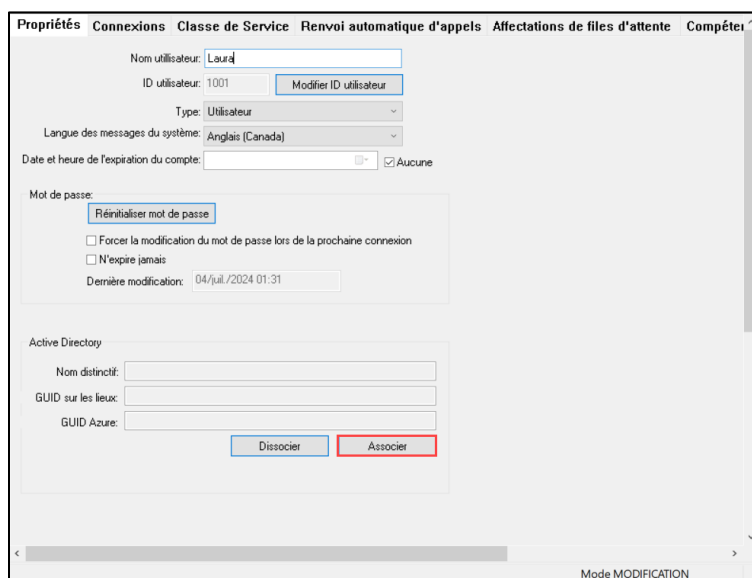 Propriétés Connexions Classe de Service Renvoi automatique d'appels Affectations de files d'attente Compéter
Nom utilisateur: Laura
ID utilisateur: 1001 Modifier ID utilisateur
Type: Utilisateur
Langue des messages du système: Anglais (Canada)
Date et heure de l'expiration du compte: Aucune
Mot de passe:
Réinitialiser mot de passe
Forcer la modification du mot de passe lors de la prochaine connexion
N'expire jamais
Dernière modification: 04/juil./2024 01:31
Active Directory
Nom distinctif:
GUID sur les lieux:
GUID Azure:
Dissocier Associer
Mode MODIFICATION